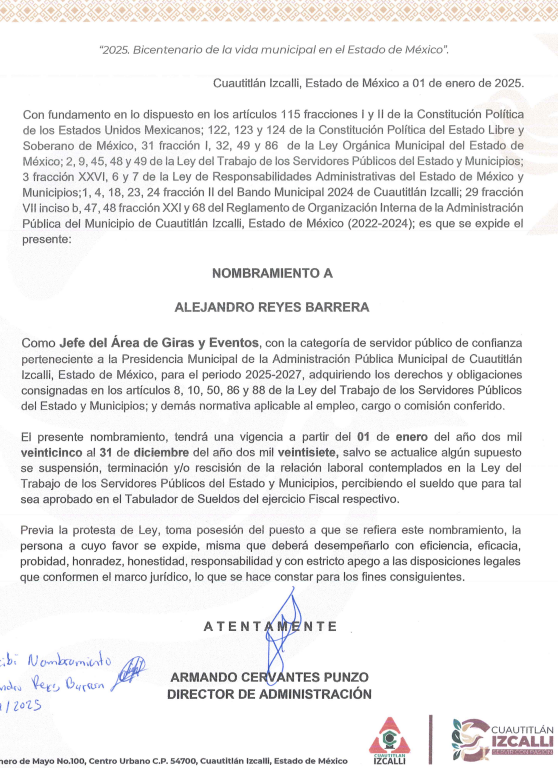 “2025. Bicentenario de la vida municipal en el Estado de México”.
Cuautitlán Izcalli, Estado de México a 01 de enero de 2025.
Con fundamento en lo dispuesto en los artículos 115 fracciones I y II de la Constitución Política
de los Estados Unidos Mexicanos; 122, 123 y 124 de la Constitución Política del Estado Libre y
Soberano de México, 31 fracción I, 32, 49 y 86 de la Ley Orgánica Municipal del Estado de
México; 2, 9, 45, 48 y 49 de la Ley del Trabajo de los Servidores Públicos del Estado y Municipios;
3 fracción XXVI, 6 y 7 de la Ley de Responsabilidades Administrativas del Estado de México y
Municipios;1, 4, 18, 23, 24 fracción II del Bando Municipal 2024 de Cuautitlán Izcalli; 29 fracción
VII inciso b, 47, 48 fracción XXI y 68 del Reglamento de Organización Interna de la Administración
Pública del Municipio de Cuautitlán Izcalli, Estado de México (2022-2024); es que se expide el
presente:
NOMBRAMIENTO A
ALEJANDRO REYES BARRERA
Como Jefe del Área de Giras y Eventos, con la categoría de servidor público de confianza
perteneciente a la Presidencia Municipal de la Administración Pública Municipal de Cuautitlán
Izcalli, Estado de México, para el periodo 2025-2027, adquiriendo los derechos y obligaciones
consignadas en los artículos 8, 10, 50, 86 y 88 de la Ley del Trabajo de los Servidores Públicos
del Estado y Municipios; y demás normativa aplicable al empleo, cargo o comisión conferido.
El presente nombramiento, tendrá una vigencia a partir del 01 de enero del año dos mil
veinticinco al 31 de diciembre del año dos mil veintisiete, salvo se actualice algún supuesto
se suspensión, terminación y/o rescisión de la relación laboral contemplados en la Ley del
Trabajo de los Servidores Públicos del Estado y Municipios, percibiendo el sueldo que para tal
sea aprobado en el Tabulador de Sueldos del ejercicio Fiscal respectivo.
Previa la protesta de Ley, toma posesión del puesto a que se refiera este nombramiento, la
persona a cuyo favor se expide, misma que deberá desempeñarlo con eficiencia, eficacia,
probidad, honradez, honestidad, responsabilidad y con estricto apego a las disposiciones legales
que conformen el marco jurídico, lo que se hace constar para los fines consiguientes.
A T E N T A M E N T E
cibi Nombramiento
ndro Reyes Barrera
1/2025
ARMANDO CERVANTES PUNZO
DIRECTOR DE ADMINISTRACIÓN
nero de Mayo No.100, Centro Urbano C.P. 54700, Cuautitlán Izcalli, Estado de México
CUAUTITLÁN
IZCALLI
CUAUTITLÁN
IZCALLI